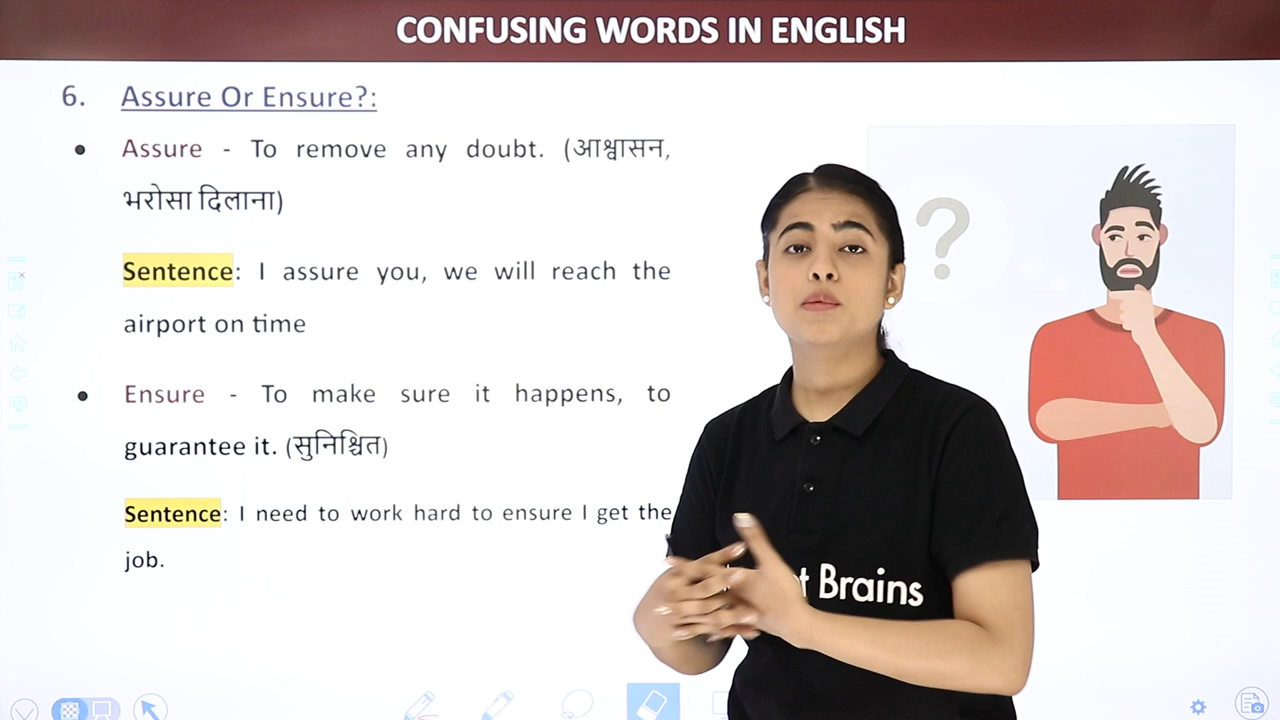 CONFUSING WORDS IN ENGLISH
6. Assure Or Ensure?:
• Assure - To remove any doubt. (आश्वासन,
भरोसा दिलाना)
Sentence: I assure you, we will reach the
airport on time
• Ensure - To make sure it happens, to
guarantee it. (सुनिश्चित)
Sentence: I need to work hard to ensure I get the
job.
?
Brains